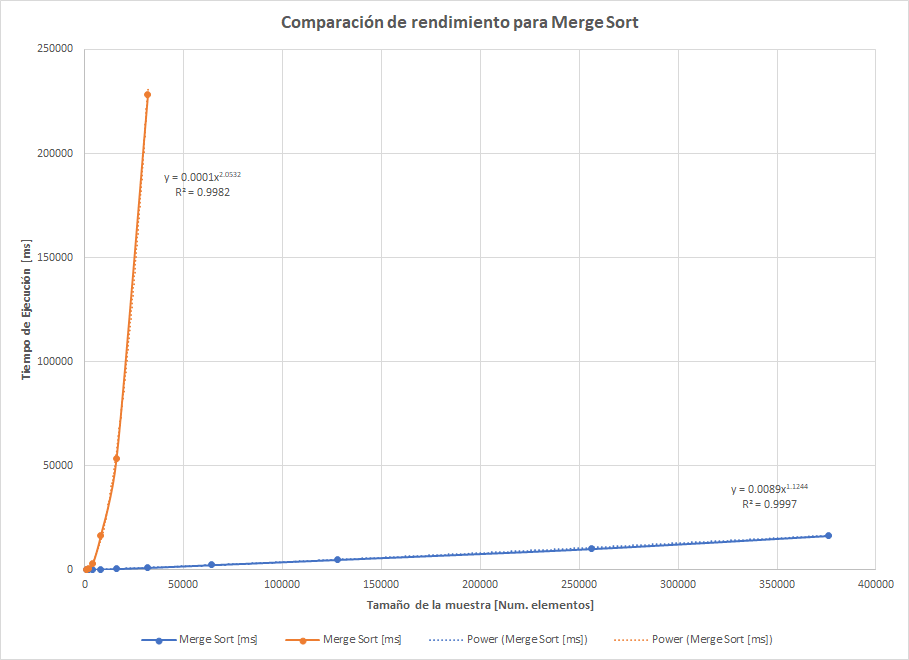 Comparación de rendimiento para Merge Sort
250000
200000
y = 0.0001x^2.0532
R² = 0.9982
150000
Tiempo de Ejecución [ms]
100000
50000
y = 0.0089x^1.1244
R² = 0.9997
0
0 50000 100000 150000 200000 250000 300000 350000 400000
Tamaño de la muestra [Num. elementos]
Merge Sort [ms] Merge Sort [ms] Power (Merge Sort [ms]) Power (Merge Sort [ms])